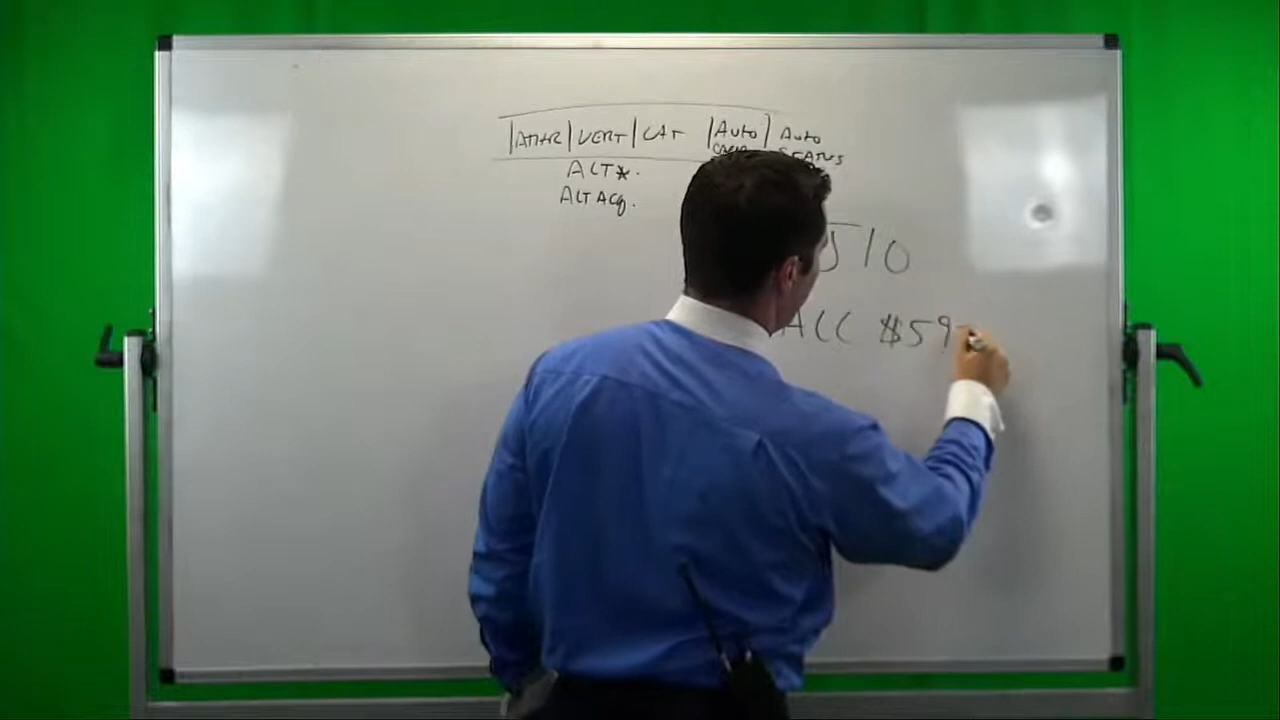 |ATHR|VERT|CAT |Auto| Auto
STATUS
ALT*.
ALT Acq.
510
ACC $59